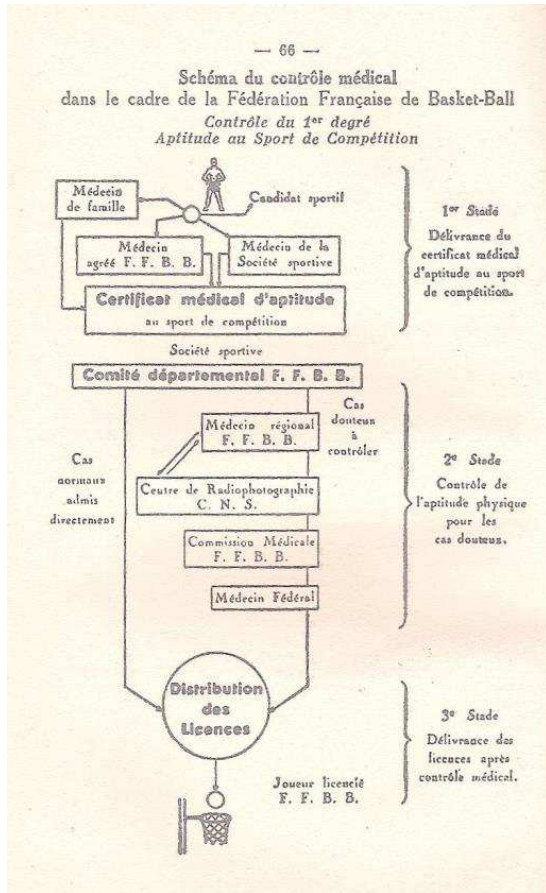 — 66 —
Schéma du contrôle médical
dans le cadre de la Fédération Française de Basket-Ball
Contrôle du 1er degré
Aptitude au Sport de Compétition
Médecin
de famille
Candidat sportif
Médecin
agréé F. F. B. B.
Médecin de la
Société sportive
Certificat médical d'aptitude
au sport de compétition
1er Stade
Délivrance du
certificat médical
d'aptitude au sport
de compétition.
Société sportive
Comité départemental F. F. B. B.
Cas
normaux
admis
directement
Médecin régional
F. F. B. B.
Cas
douteux
à
contrôler
Centre de Radiophotographie
C. N. S.
Commission Médicale
F. F. B. B.
Médecin Fédéral
2e Stade
Contrôle de
l'aptitude physique
pour les
cas douteux.
Distribution
des
Licences
3e Stade
Délivrance des
licences après
contrôle médical.
Joueur licencié
F. F. B. B.